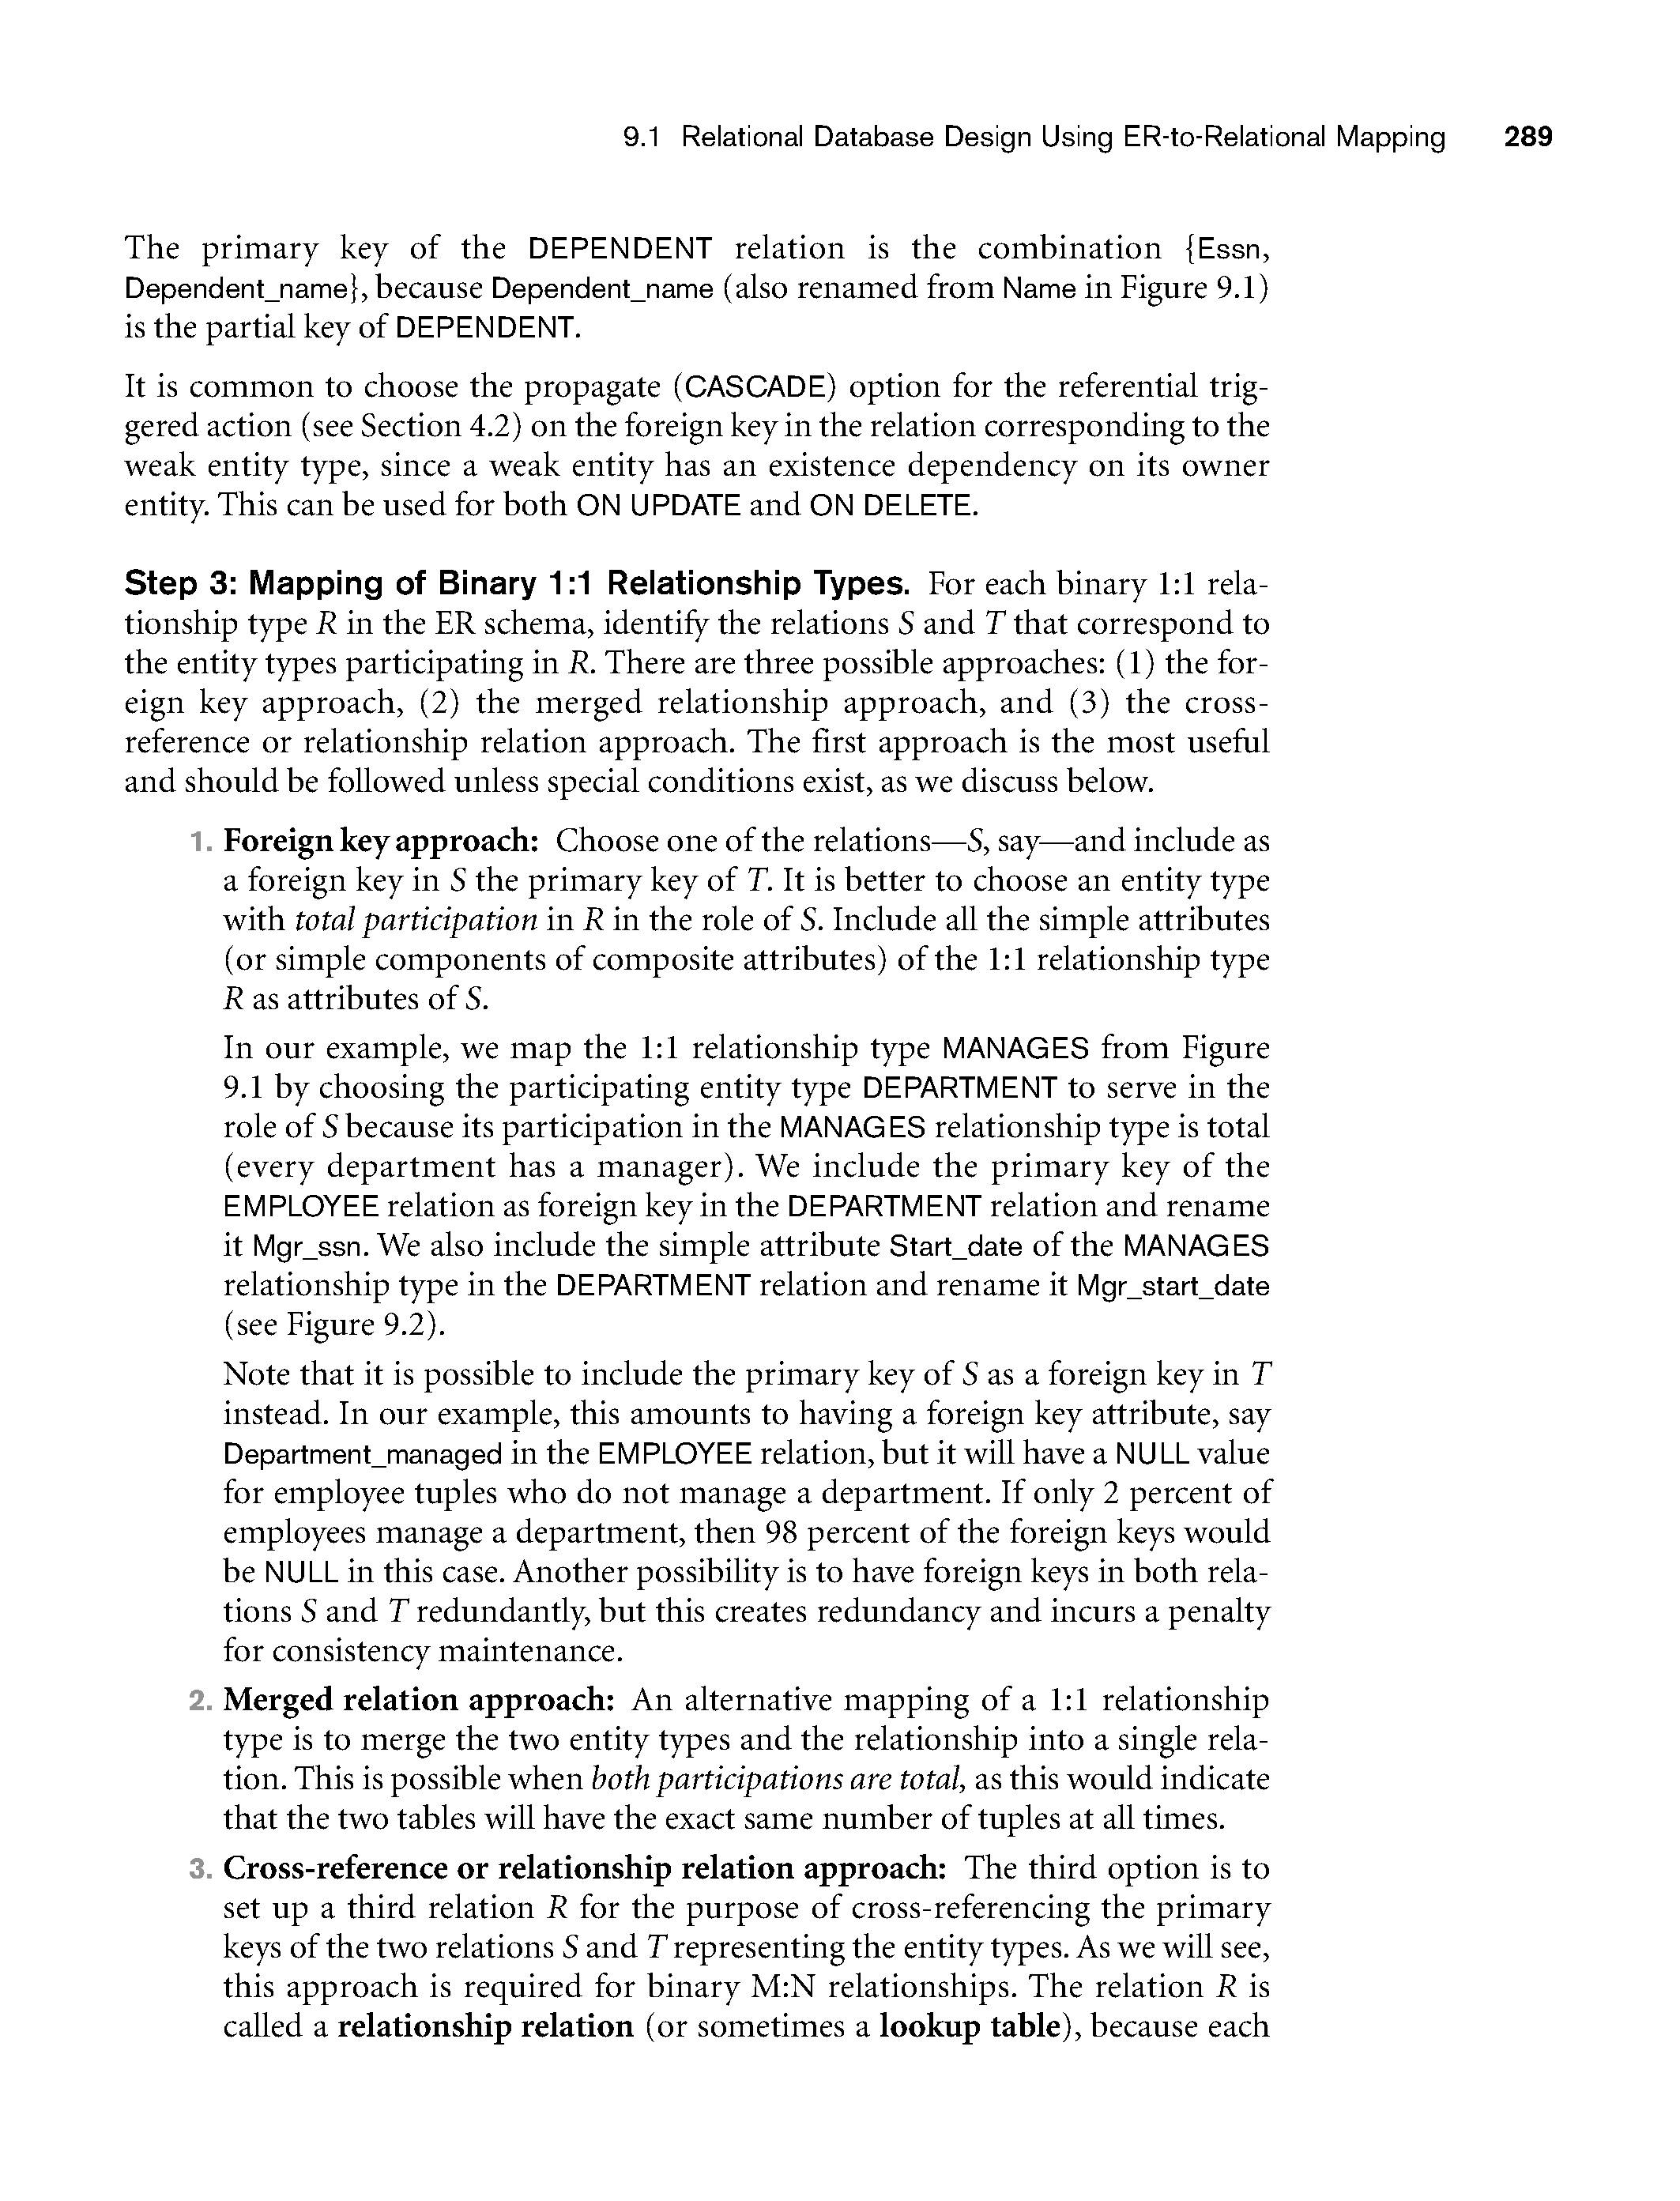 9.1 Relational Database Design Using ER-to-Relational Mapping 289
The primary key of the DEPENDENT relation is the combination {Essn,
Dependent_name}, because Dependent_name (also renamed from Name in Figure 9.1)
is the partial key of DEPENDENT.
It is common to choose the propagate (CASCADE) option for the referential trig-
gered action (see Section 4.2) on the foreign key in the relation corresponding to the
weak entity type, since a weak entity has an existence dependency on its owner
entity. This can be used for both ON UPDATE and ON DELETE.
Step 3: Mapping of Binary 1:1 Relationship Types. For each binary 1:1 rela-
tionship type R in the ER schema, identify the relations S and T that correspond to
the entity types participating in R. There are three possible approaches: (1) the for-
eign key approach, (2) the merged relationship approach, and (3) the cross-
reference or relationship relation approach. The first approach is the most useful
and should be followed unless special conditions exist, as we discuss below.
1. Foreign key approach: Choose one of the relations—S, say—and include as
a foreign key in S the primary key of T. It is better to choose an entity type
with total participation in R in the role of S. Include all the simple attributes
(or simple components of composite attributes) of the 1:1 relationship type
R as attributes of S.
In our example, we map the 1:1 relationship type MANAGES from Figure
9.1 by choosing the participating entity type DEPARTMENT to serve in the
role of S because its participation in the MANAGES relationship type is total
(every department has a manager). We include the primary key of the
EMPLOYEE relation as foreign key in the DEPARTMENT relation and rename
it Mgr_ssn. We also include the simple attribute Start_date of the MANAGES
relationship type in the DEPARTMENT relation and rename it Mgr_start_date
(see Figure 9.2).
Note that it is possible to include the primary key of S as a foreign key in T
instead. In our example, this amounts to having a foreign key attribute, say
Department_managed in the EMPLOYEE relation, but it will have a NULL value
for employee tuples who do not manage a department. If only 2 percent of
employees manage a department, then 98 percent of the foreign keys would
be NULL in this case. Another possibility is to have foreign keys in both rela-
tions S and T redundantly, but this creates redundancy and incurs a penalty
for consistency maintenance.
2. Merged relation approach: An alternative mapping of a 1:1 relationship
type is to merge the two entity types and the relationship into a single rela-
tion. This is possible when both participations are total, as this would indicate
that the two tables will have the exact same number of tuples at all times.
3. Cross-reference or relationship relation approach: The third option is to
set up a third relation R for the purpose of cross-referencing the primary
keys of the two relations S and T representing the entity types. As we will see,
this approach is required for binary M:N relationships. The relation R is
called a relationship relation (or sometimes a lookup table), because each